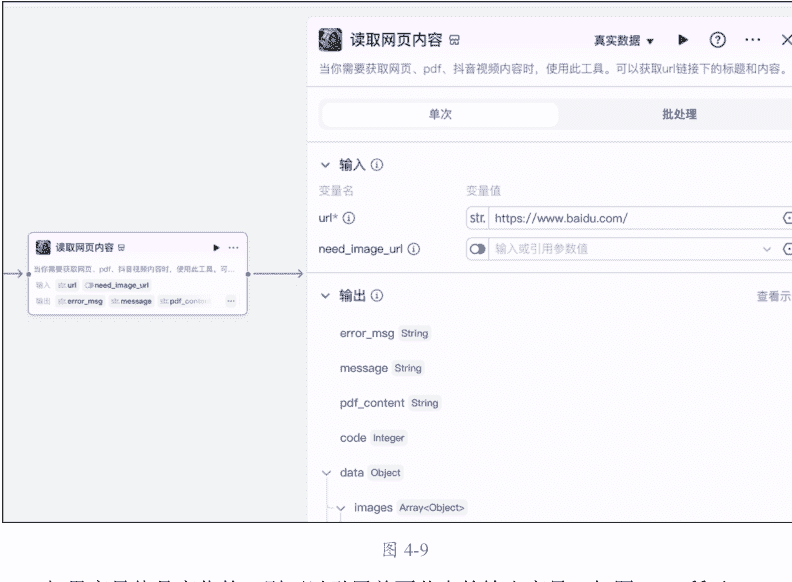 读取网页内容
真实数据
当你需要获取网页、pdf、抖音视频内容时，使用此工具。可以获取url链接下的标题和内容。
单次 批处理
输入
变量名 变量值
url* str. https://www.baidu.com/
need_image_url 输入或引用参数值
输出 查看示
error_msg String
message String
pdf_content String
code Integer
data Object
images Array<Object>
读取网页内容
当你需要获取网页、pdf、抖音视频内容时，使用此工具。可...
输入 str. url need_image_url
输出 str. error_msg str. message str. pdf_content
图 4-9